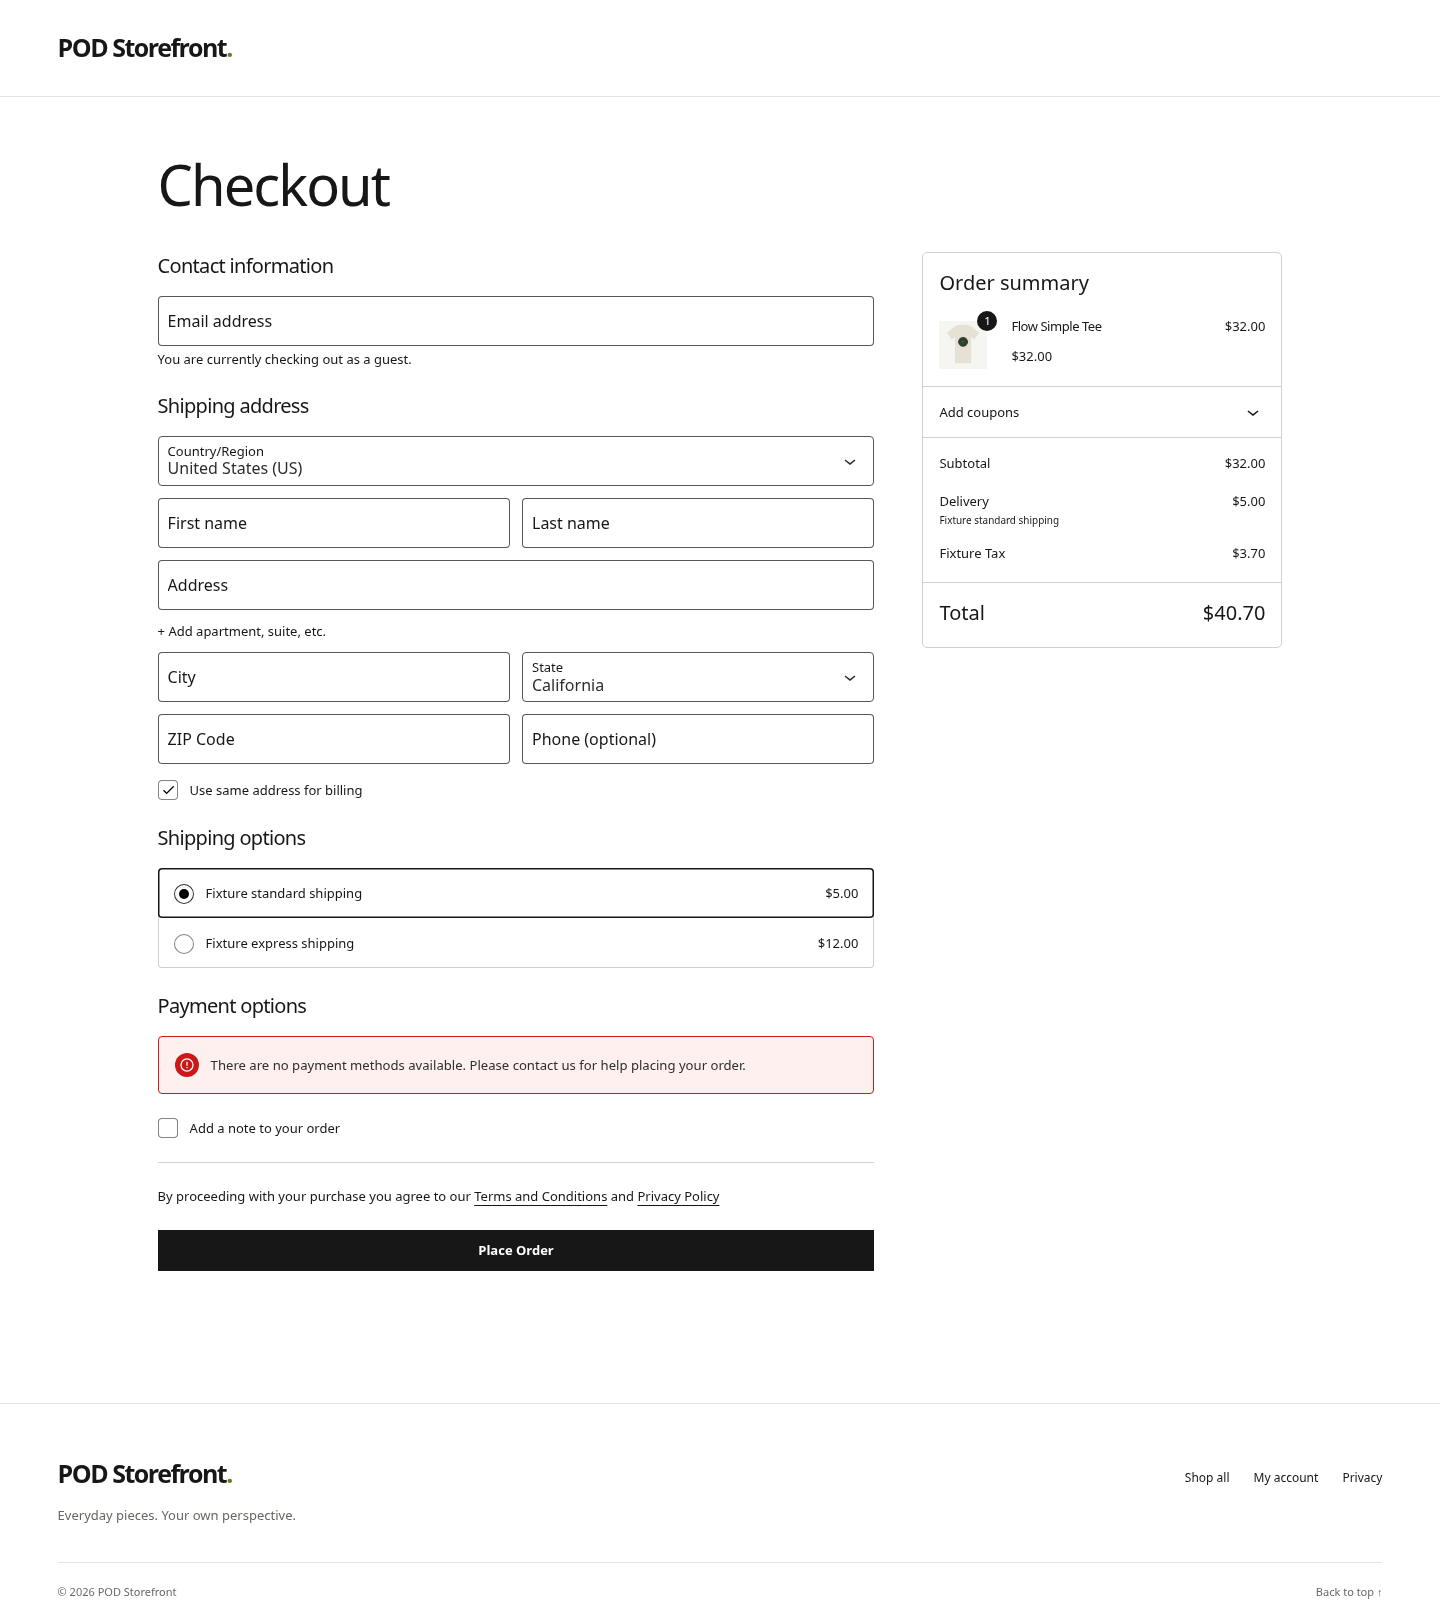 POD Storefront.
Checkout
Contact information
Email address
You are currently checking out as a guest.
Shipping address
Country/Region
United States (US)
First name
Last name
Address
+ Add apartment, suite, etc.
City
State
California
ZIP Code
Phone (optional)
Use same address for billing
Shipping options
Fixture standard shipping $5.00
Fixture express shipping $12.00
Payment options
There are no payment methods available. Please contact us for help placing your order.
Add a note to your order
By proceeding with your purchase you agree to our Terms and Conditions and Privacy Policy
Place Order
Order summary
1
Flow Simple Tee $32.00
$32.00
Add coupons
Subtotal $32.00
Delivery $5.00
Fixture standard shipping
Fixture Tax $3.70
Total $40.70
POD Storefront.
Everyday pieces. Your own perspective.
Shop all My account Privacy
© 2026 POD Storefront
Back to top ↑